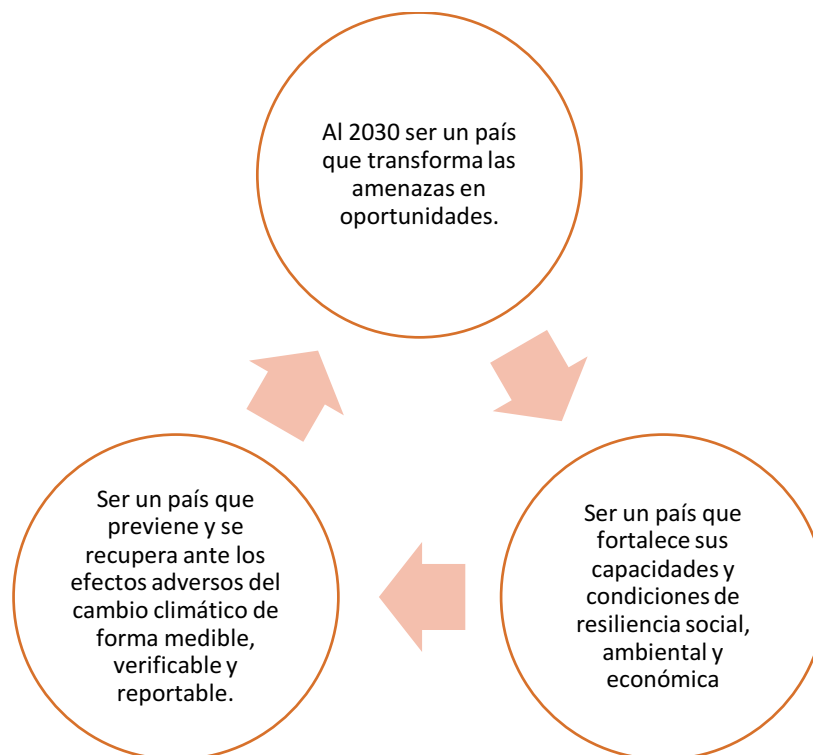 Al 2030 ser un país
que transforma las
amenazas en
oportunidades.
Ser un país que
fortalece sus
capacidades y
condiciones de
resiliencia social,
ambiental y
económica
Ser un país que
previene y se
recupera ante los
efectos adversos del
cambio climático de
forma medible,
verificable y
reportable.